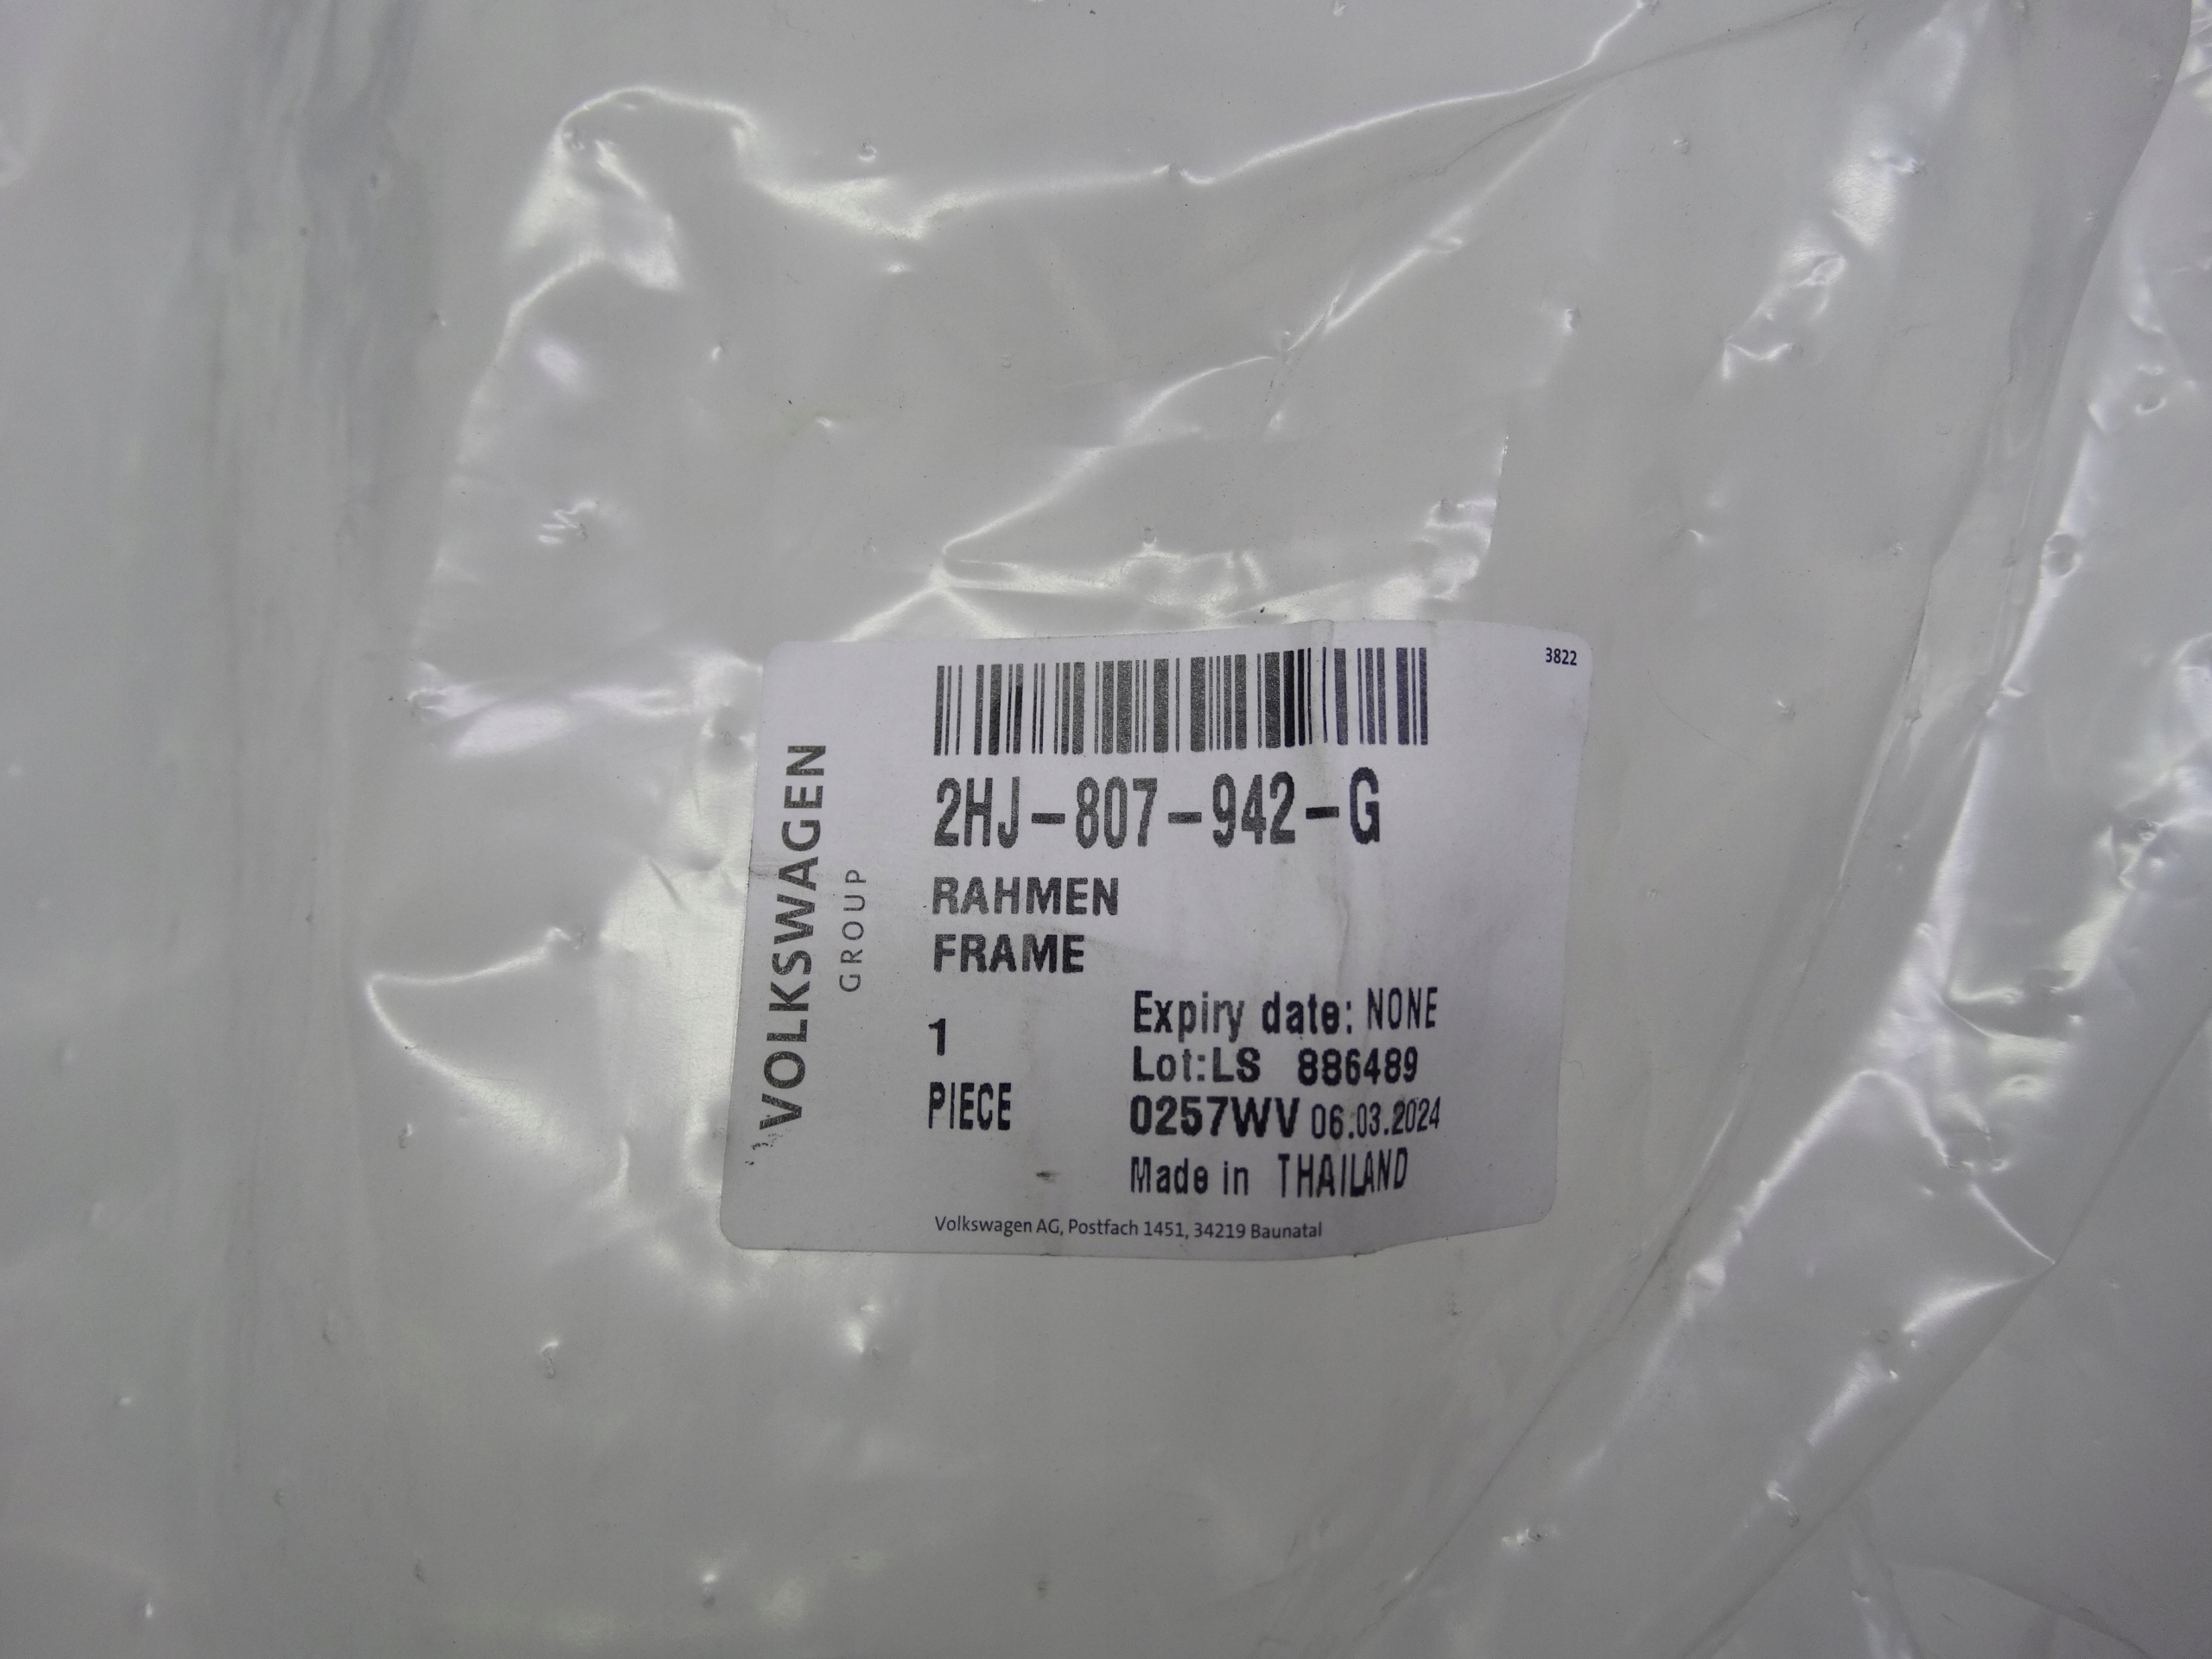 3822
2HJ-807-942-G
VOLKSWAGEN
GROUP
RAHMEN
FRAME
1
PIECE
Expiry date: NONE
Lot:LS 886489
0257WV 06.03.2024
Made in THAILAND
Volkswagen AG, Postfach 1451, 34219 Baunatal